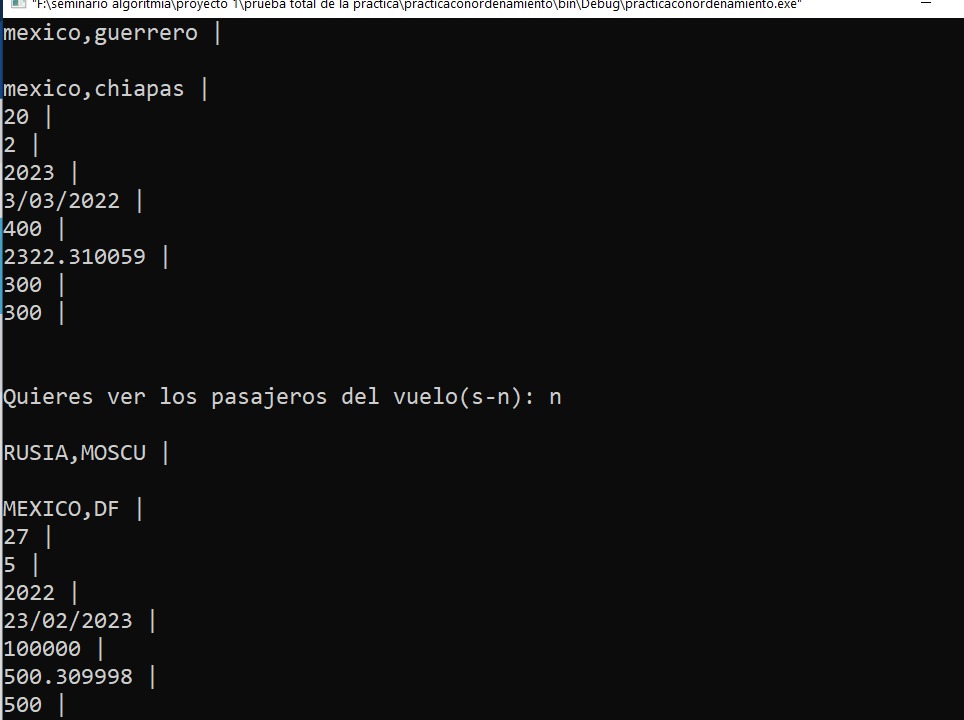 "F:\seminario algoritmia\proyecto 1\prueba total de la practica\practicaconordenamiento\bin\Debug\practicaconordenamiento.exe"
mexico,guerrero |
mexico,chiapas |
20 |
2 |
2023 |
3/03/2022 |
400 |
2322.310059 |
300 |
300 |
Quieres ver los pasajeros del vuelo(s-n): n
RUSIA,MOSCU |
MEXICO,DF |
27 |
5 |
2022 |
23/02/2023 |
100000 |
500.309998 |
500 |